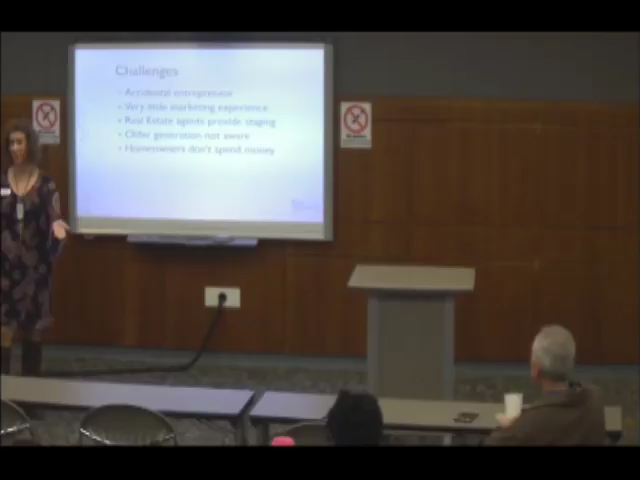 Challenges
• Accidental entrepreneur
• Very little marketing experience
• Real Estate agents provide staging
• Older generation not aware
• Homeowners don't spend money